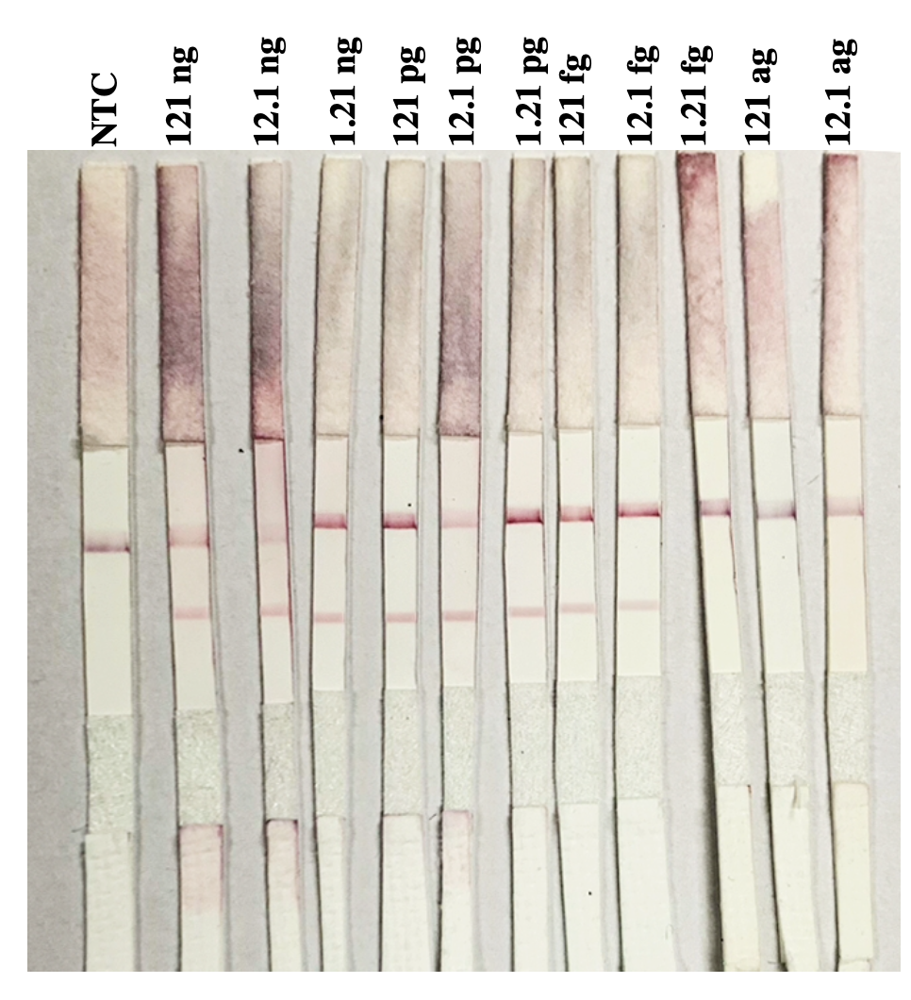 NTC
121 ng
12.1 ng
1.21 ng
121 pg
12.1 pg
1.21 pg
121 fg
12.1 fg
1.21 fg
121 ag
12.1 ag